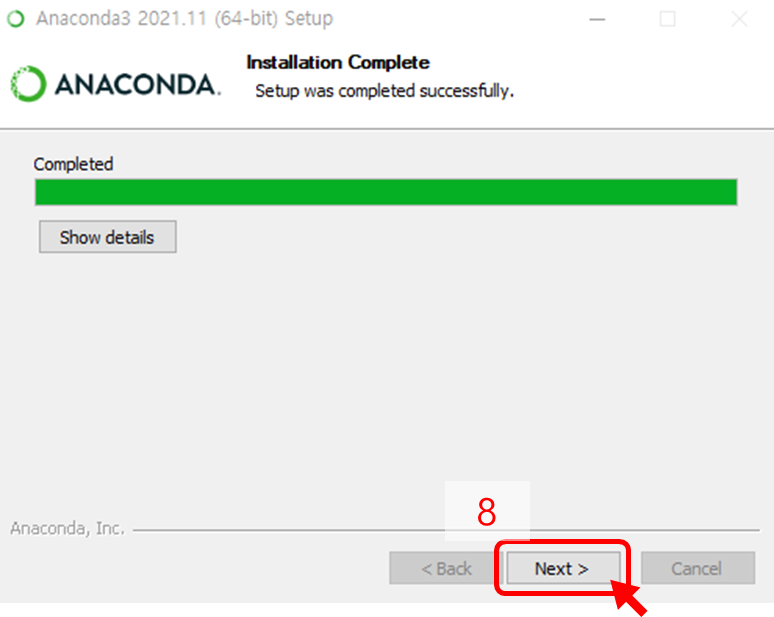 Anaconda3 2021.11 (64-bit) Setup
ANACONDA.
Installation Complete
Setup was completed successfully.
Completed
Show details
8
Anaconda, Inc.
< Back
Next >
Cancel